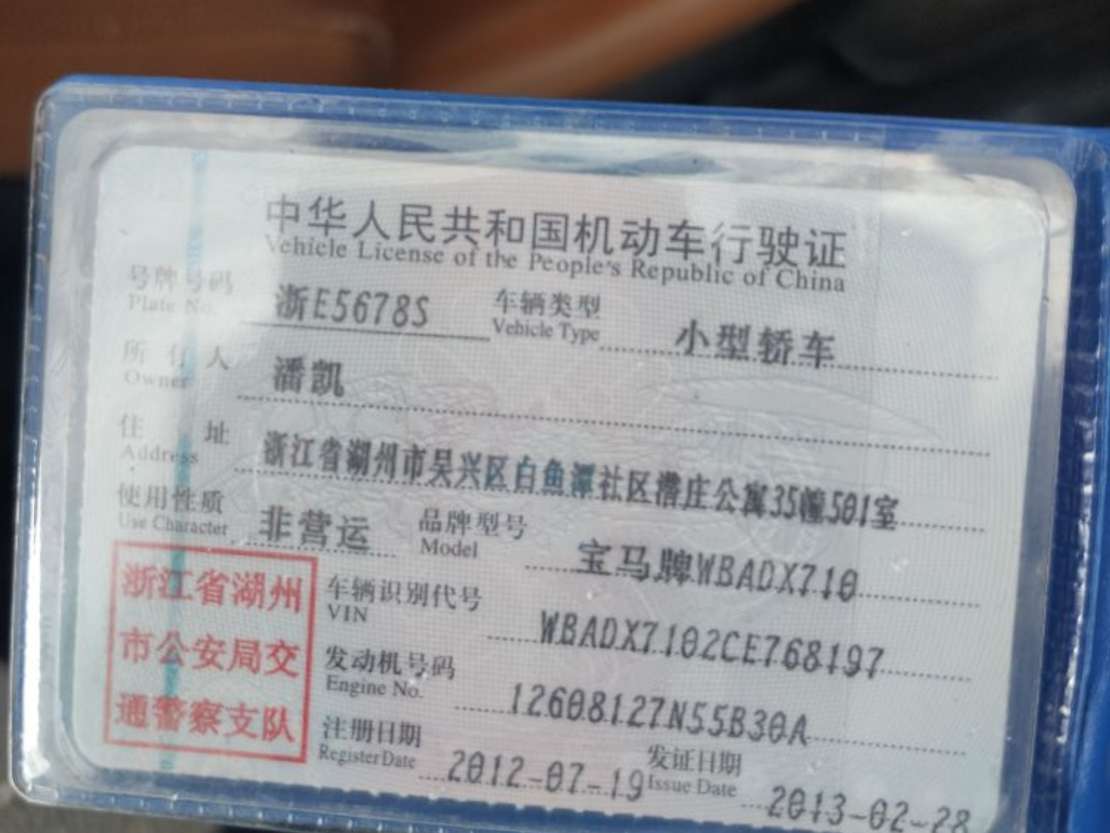 中华人民共和国机动车行驶证
Vehicle License of the People's Republic of China
号牌号码 浙E5678S 车辆类型 小型轿车
Plate No. Vehicle Type
所有人 潘凯
Owner
住址 浙江省湖州市吴兴区白鱼潭社区潜庄公寓35幢501室
Address
使用性质 非营运 品牌型号 宝马牌WBADX710
Use Character Model
浙江省湖州
市公安局交
通警察支队
车辆识别代号 WBADX7102CE768197
VIN
发动机号码 12608127N55B30A
Engine No.
注册日期 2012-07-19 发证日期 2013-02-28
Register Date Issue Date